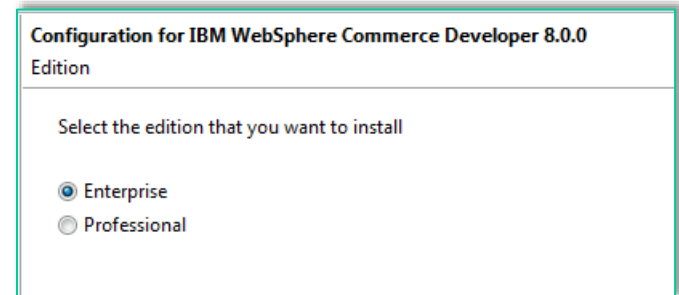 Configuration for IBM WebSphere Commerce Developer 8.0.0
Edition
Select the edition that you want to install
Enterprise
Professional